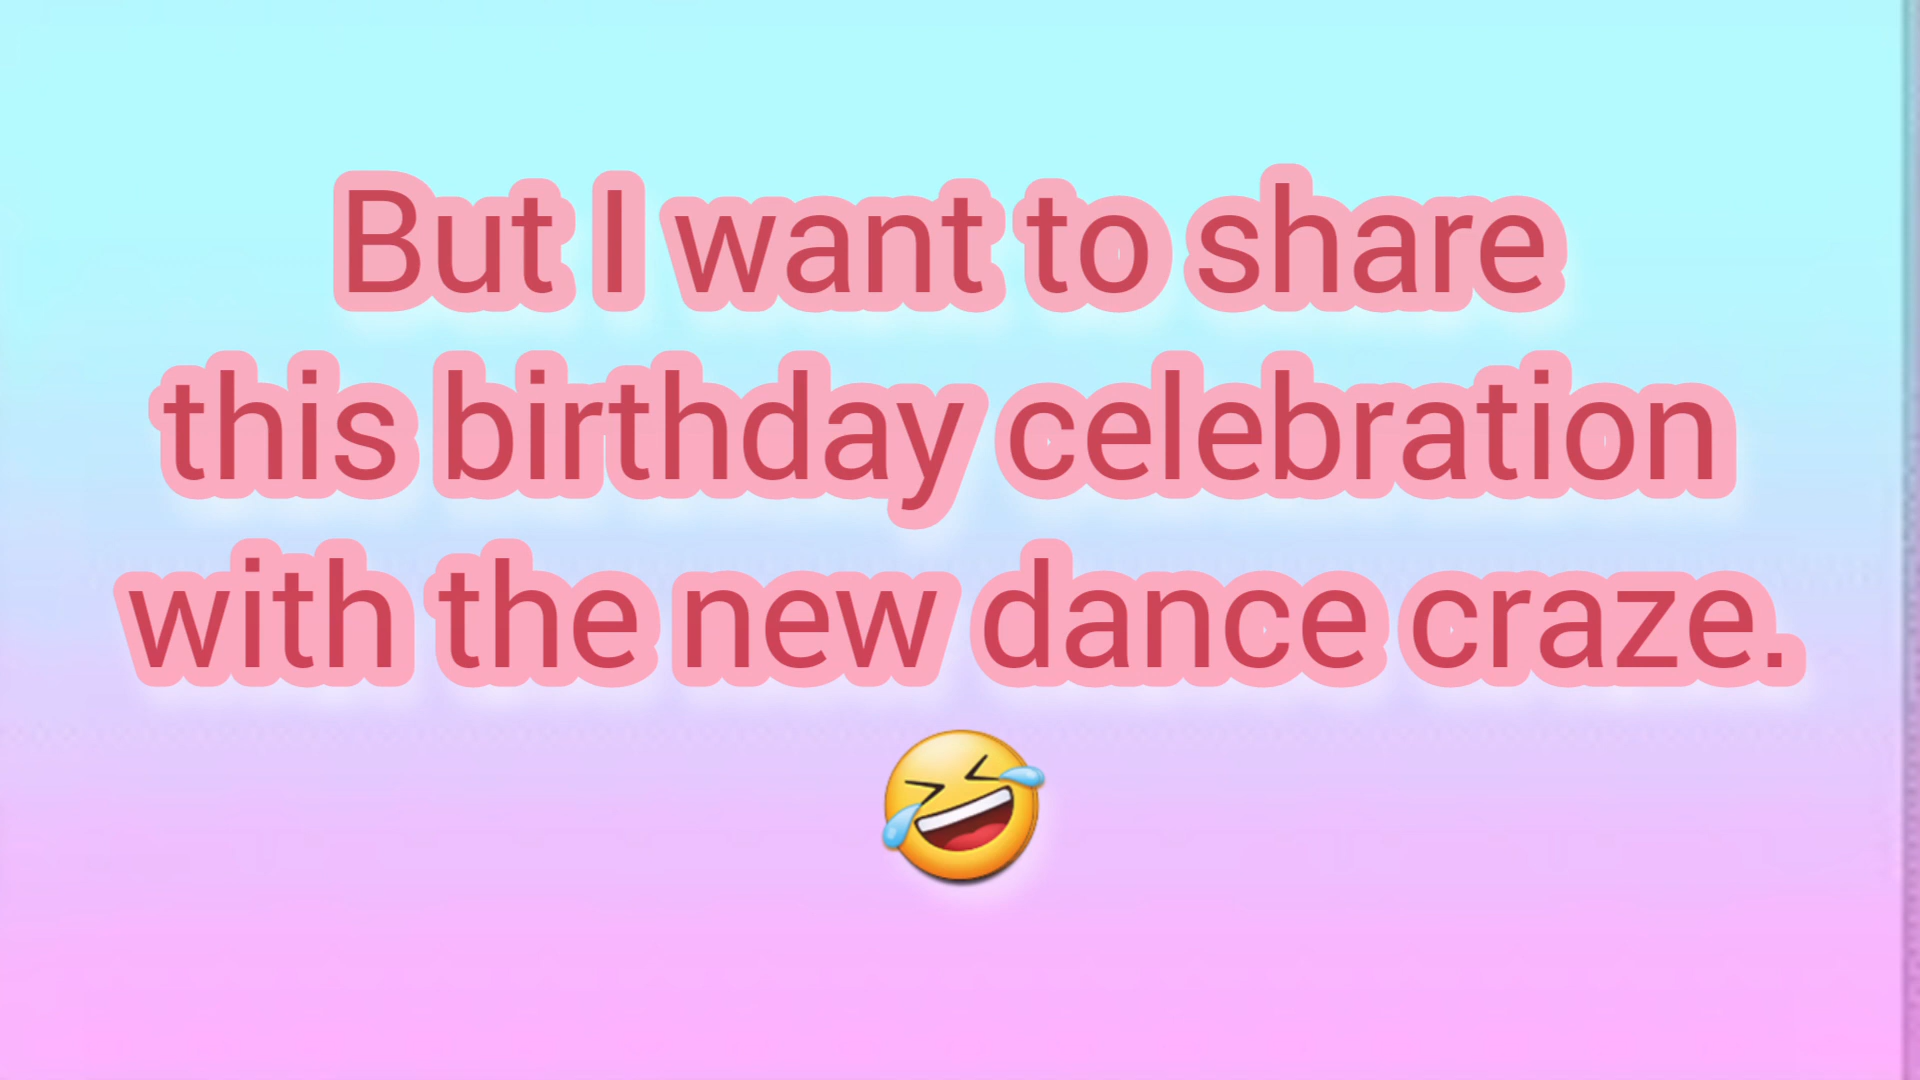 But I want to share
this birthday celebration
with the new dance craze.
🤣